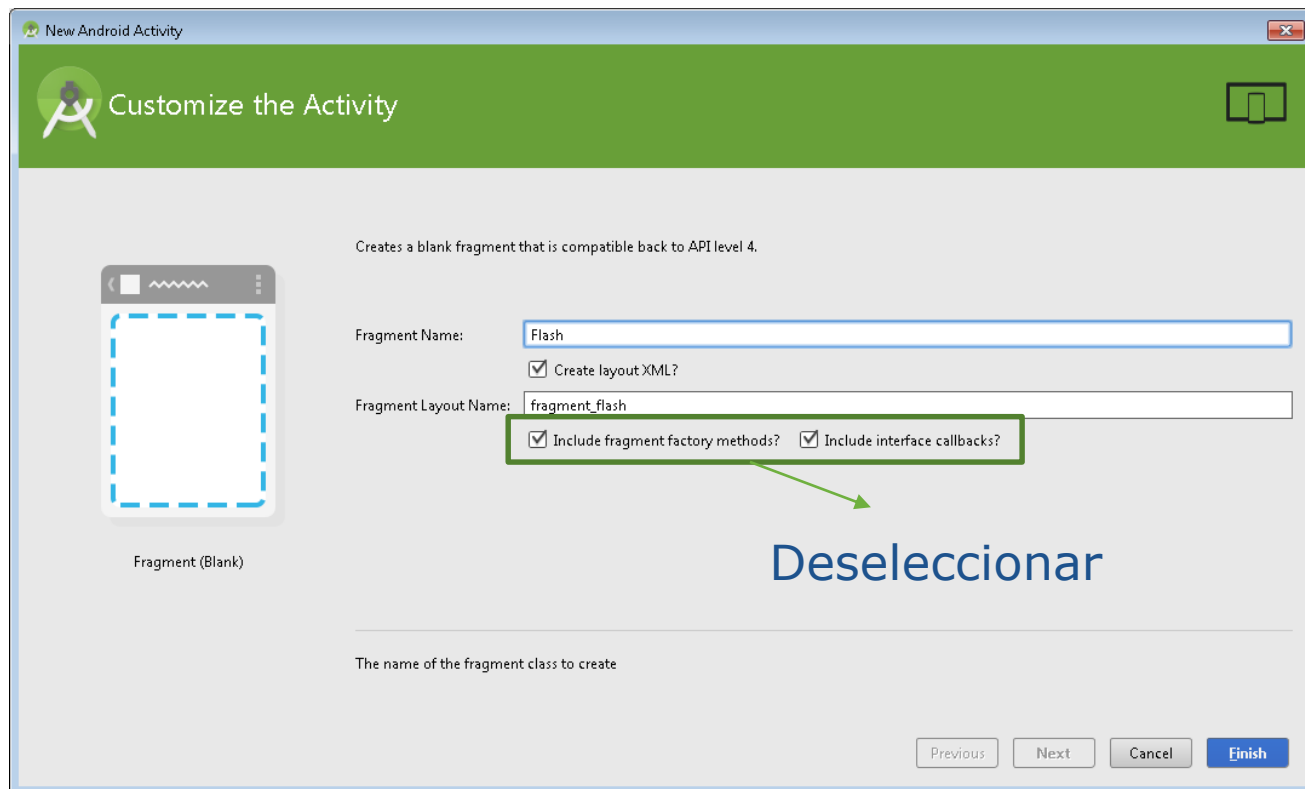 New Android Activity
Customize the Activity
Creates a blank fragment that is compatible back to API level 4.
Fragment Name: Flash
Create layout XML?
Fragment Layout Name: fragment_flash
Include fragment factory methods? Include interface callbacks?
Fragment (Blank)
Deseleccionar
The name of the fragment class to create
Previous Next Cancel Finish